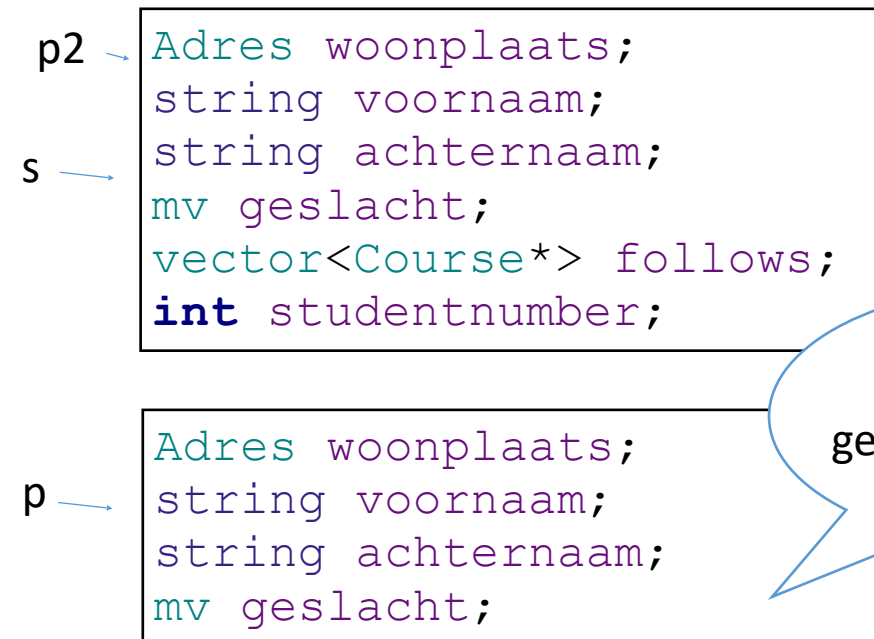 p2
Adres woonplaats;
string voornaam;
string achternaam;
s
mv geslacht;
vector<Course*> follows;
int studentnumber;
Adres woonplaats;
p
string voornaam;
string achternaam;
mv geslacht;
ge